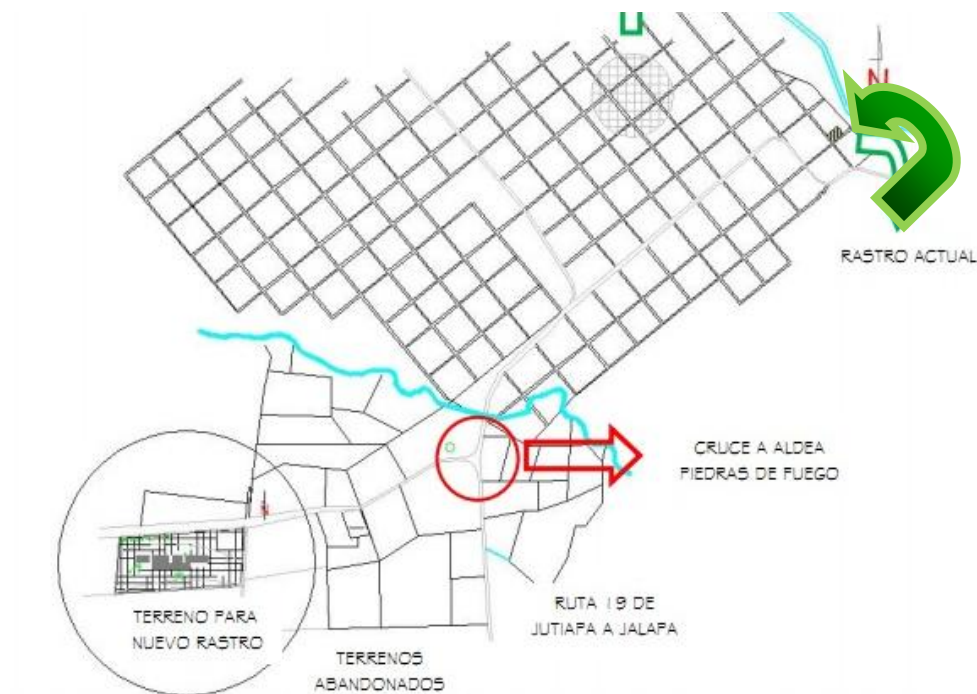 N
RASTRO ACTUAL
CRUCE A ALDEA
PIEDRAS DE FUEGO
RUTA 19 DE
JUTIAPA A JALAPA
TERRENO PARA
NUEVO RASTRO
TERRENOS
ABANDONADOS